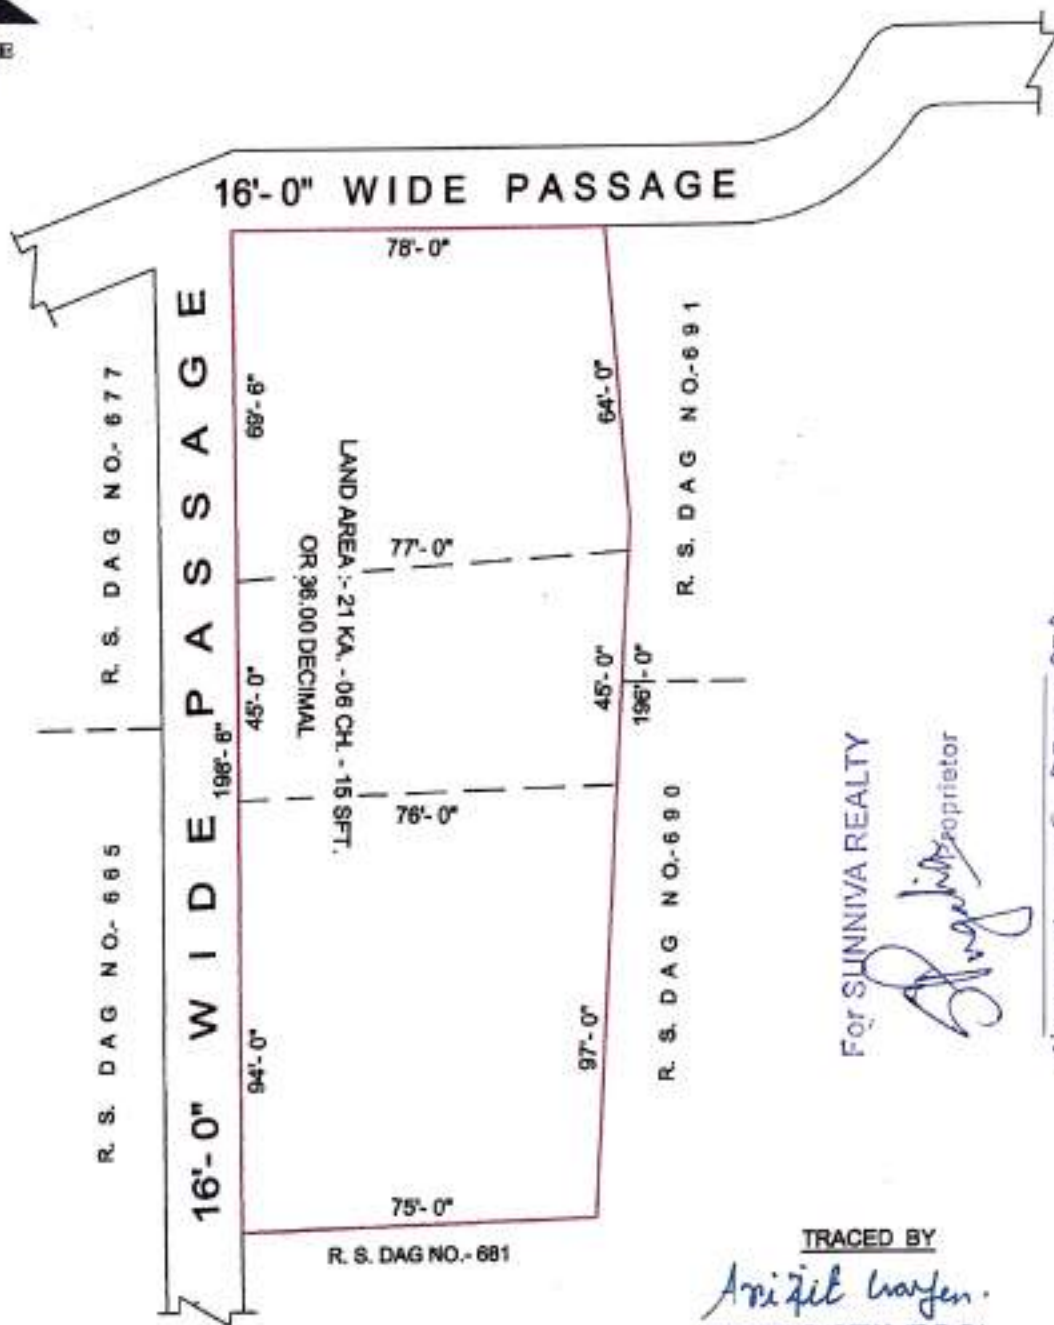 16'- 0" WIDE PASSAGE
78'- 0"
16'- 0" WIDE PASSAGE
69'- 6"
64'- 0"
R. S. DAG NO.- 677
R. S. DAG NO.- 691
LAND AREA :- 21 KA. - 06 CH. - 15 SFT.
OR 36.00 DECIMAL
77'- 0"
45'- 0"
45'- 0"
196'- 0"
76'- 0"
R. S. DAG NO.- 665
R. S. DAG NO.- 690
94'- 0"
97'- 0"
75'- 0"
R. S. DAG NO.- 681
For SUNNIVA REALTY
Proprietor
TRACED BY